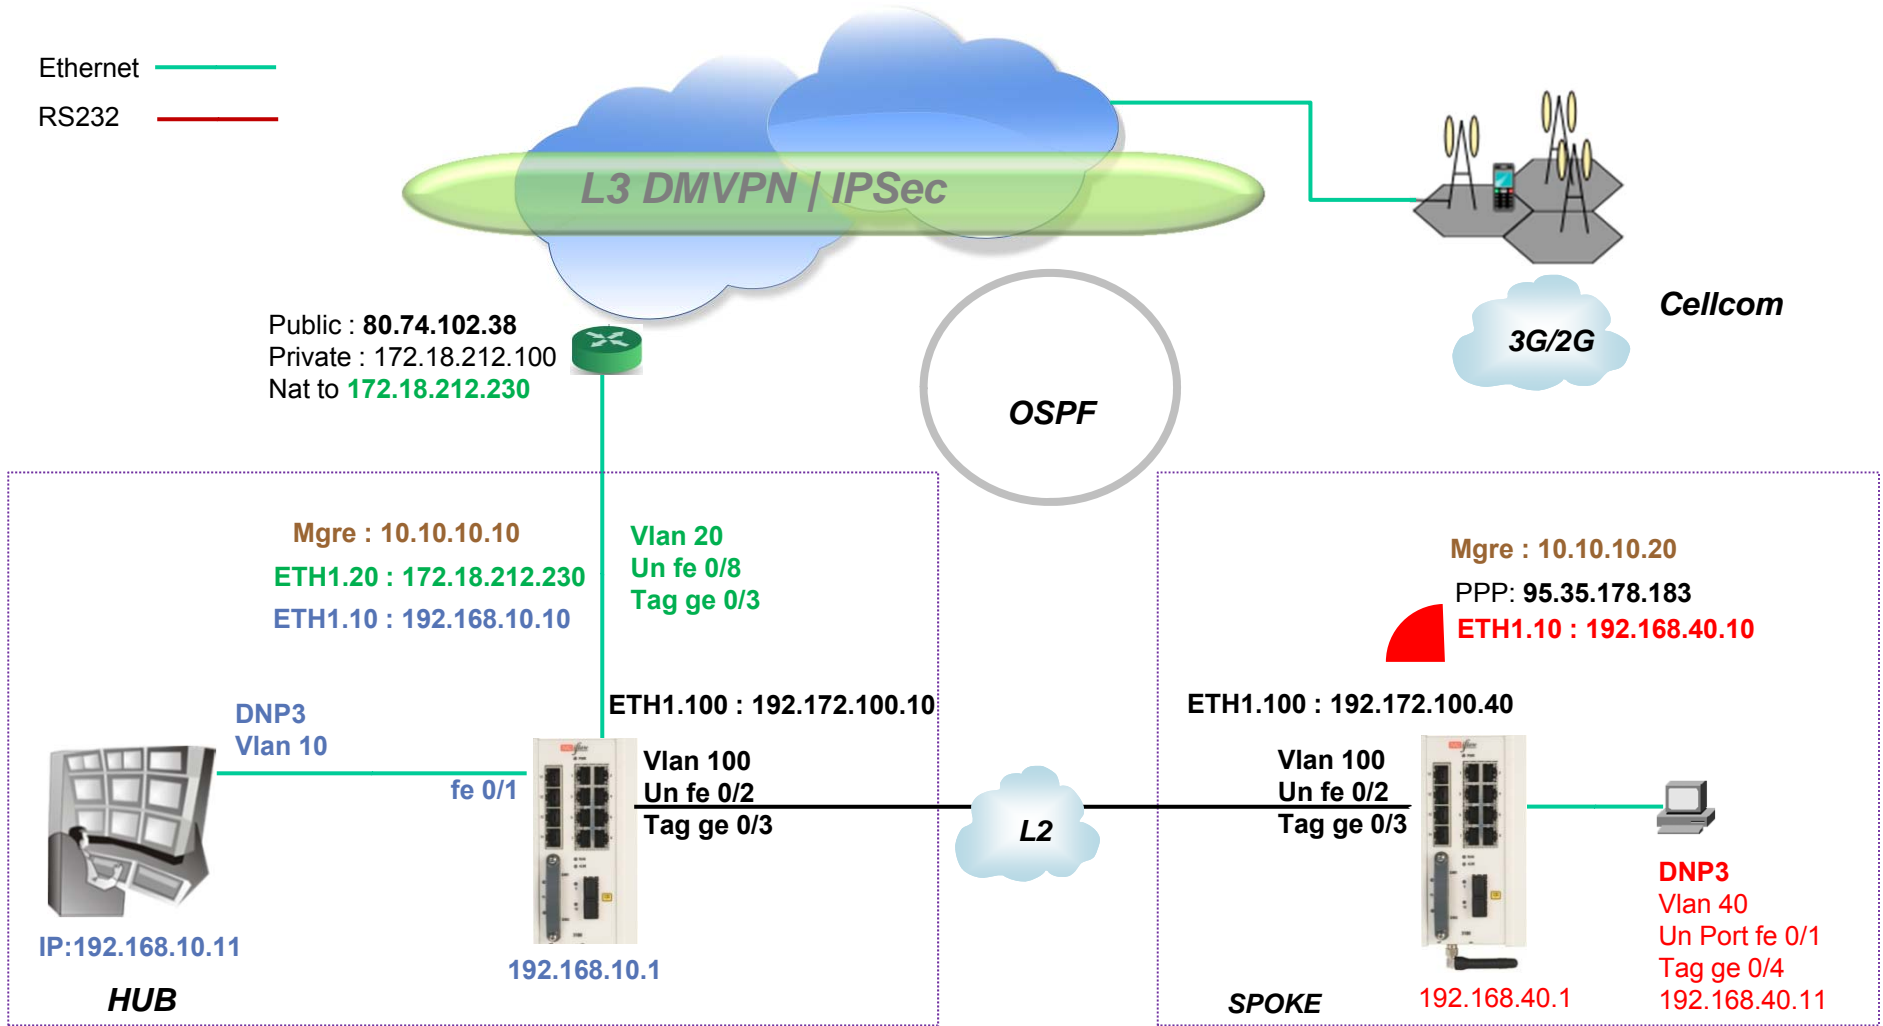 Ethernet
RS232
L3 DMVPN | IPSec
Cellcom
3G/2G
Public : 80.74.102.38
Private : 172.18.212.100
Nat to 172.18.212.230
OSPF
Mgre : 10.10.10.10
ETH1.20 : 172.18.212.230
ETH1.10 : 192.168.10.10
Vlan 20
Un fe 0/8
Tag ge 0/3
Mgre : 10.10.10.20
PPP: 95.35.178.183
ETH1.10 : 192.168.40.10
ETH1.100 : 192.172.100.10
ETH1.100 : 192.172.100.40
DNP3
Vlan 10
fe 0/1
Vlan 100
Un fe 0/2
Tag ge 0/3
L2
Vlan 100
Un fe 0/2
Tag ge 0/3
DNP3
Vlan 40
Un Port fe 0/1
Tag ge 0/4
192.168.40.11
IP:192.168.10.11
192.168.10.1
192.168.40.1
HUB
SPOKE